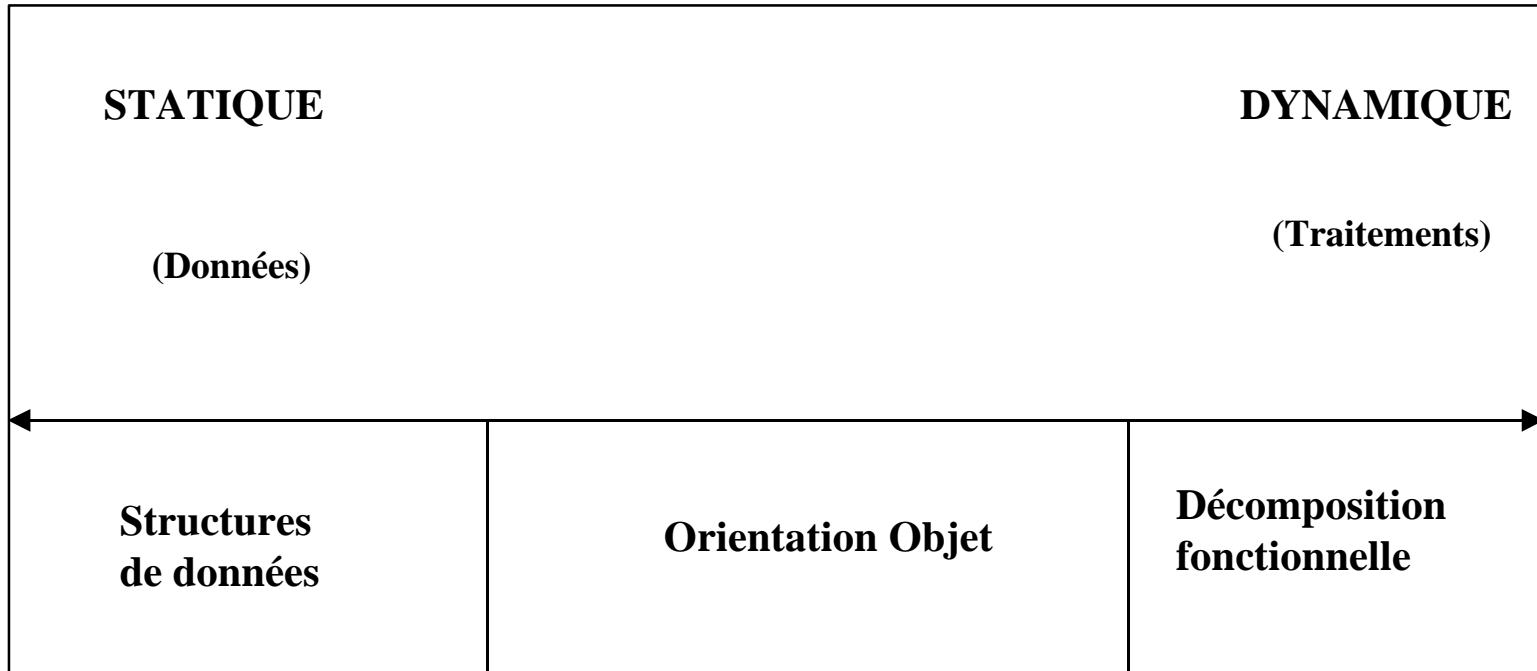 STATIQUE
DYNAMIQUE
(Données)
(Traitements)
Structures
de données
Orientation Objet
Décomposition
fonctionnelle